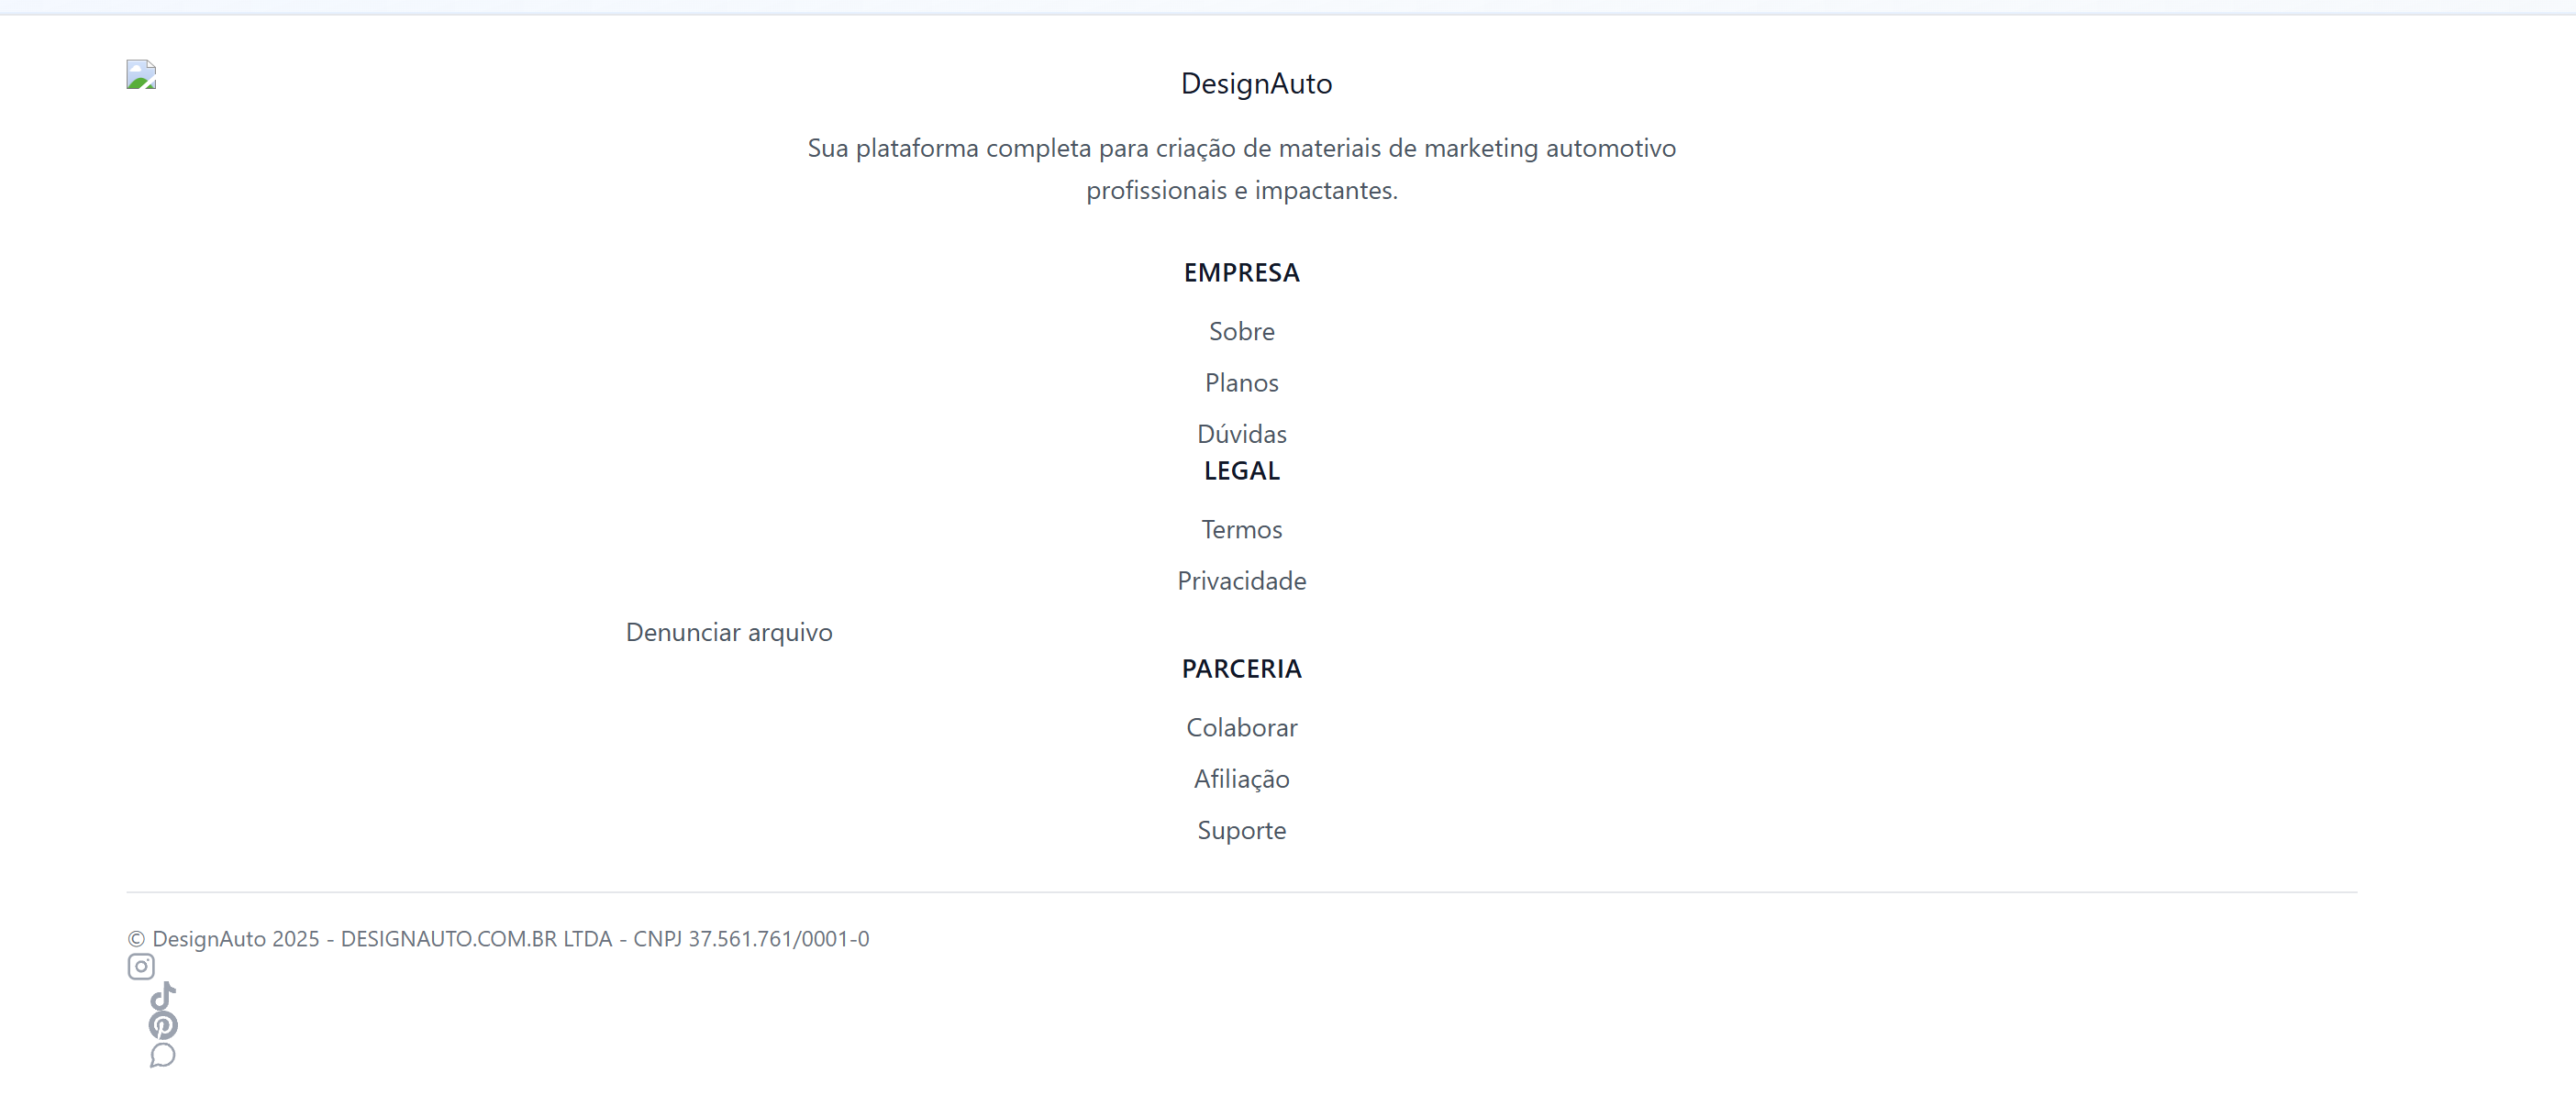 DesignAuto
Sua plataforma completa para criação de materiais de marketing automotivo
profissionais e impactantes.
EMPRESA
Sobre
Planos
Dúvidas
LEGAL
Termos
Privacidade
Denunciar arquivo
PARCERIA
Colaborar
Afiliação
Suporte
© DesignAuto 2025 - DESIGNAUTO.COM.BR LTDA - CNPJ 37.561.761/0001-0